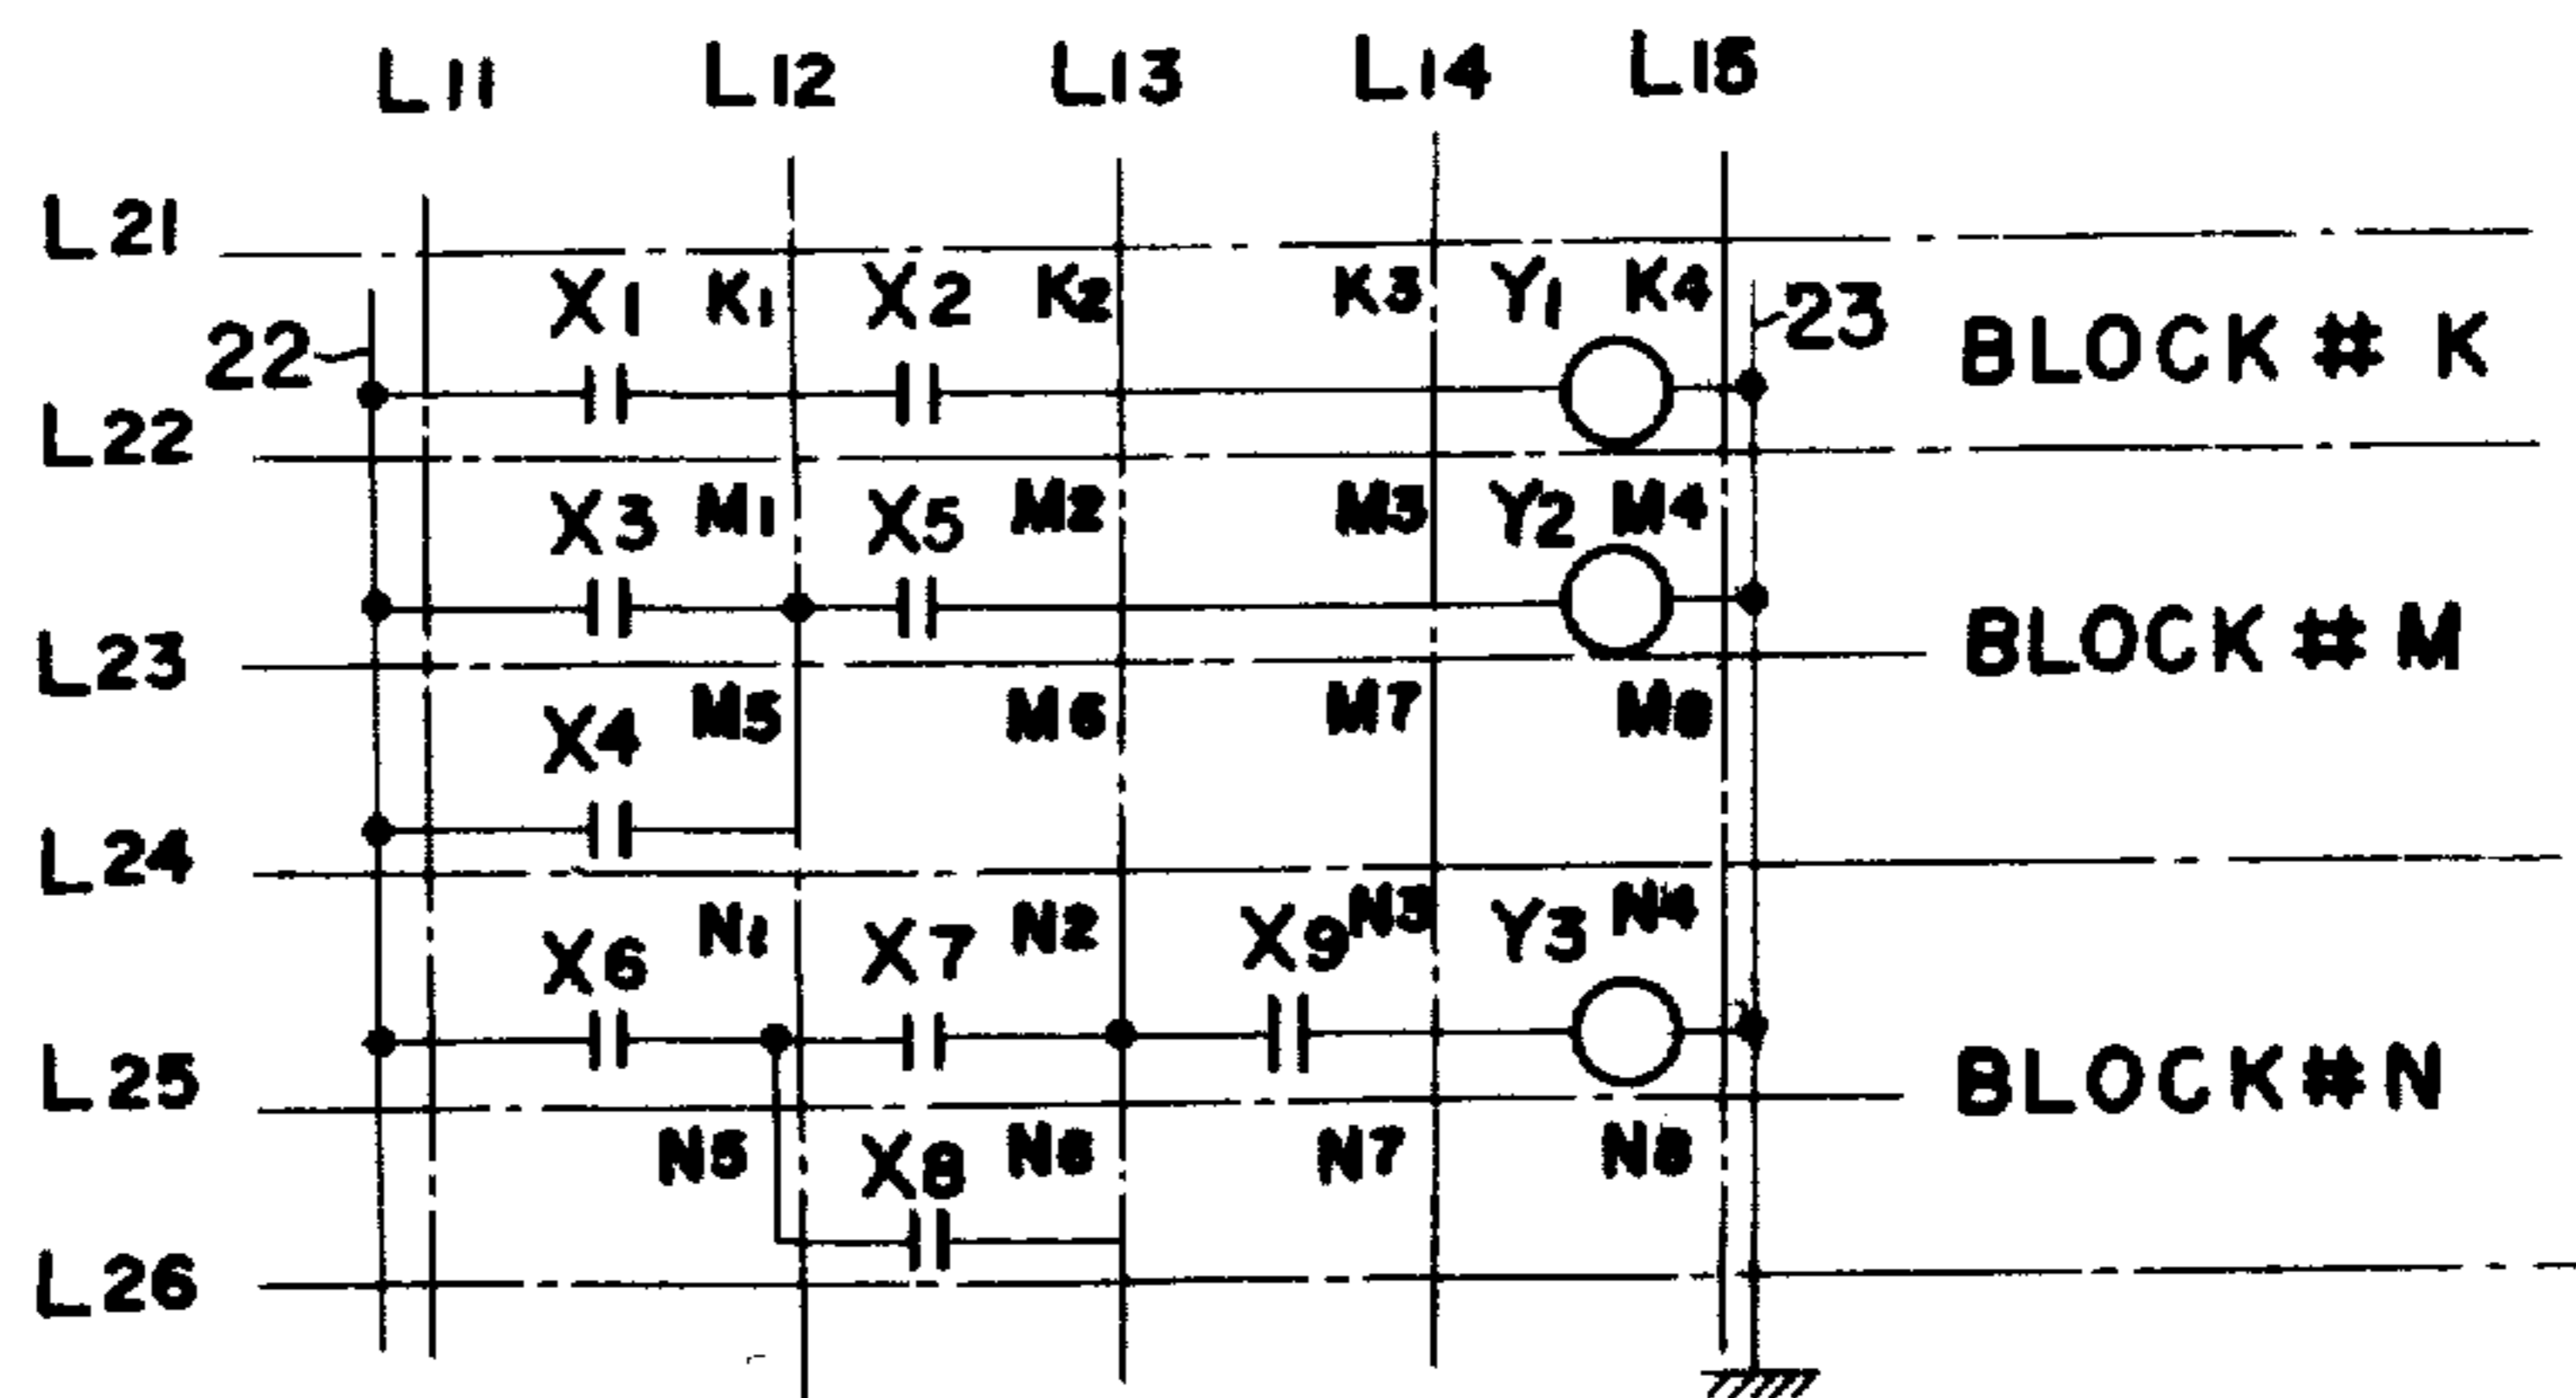 L11 L12 L13 L14 L15
L21
X1 K1 X2 K2 K3 Y1 K4 23
22
BLOCK # K
L22
X3 M1 X5 M2 M3 Y2 M4
BLOCK # M
L23
X4 M5 M6 M7 M8
L24
X6 N1 X7 N2 X9 N3 Y3 N4
L25
BLOCK # N
N5 X8 N6 N7 N8
L26